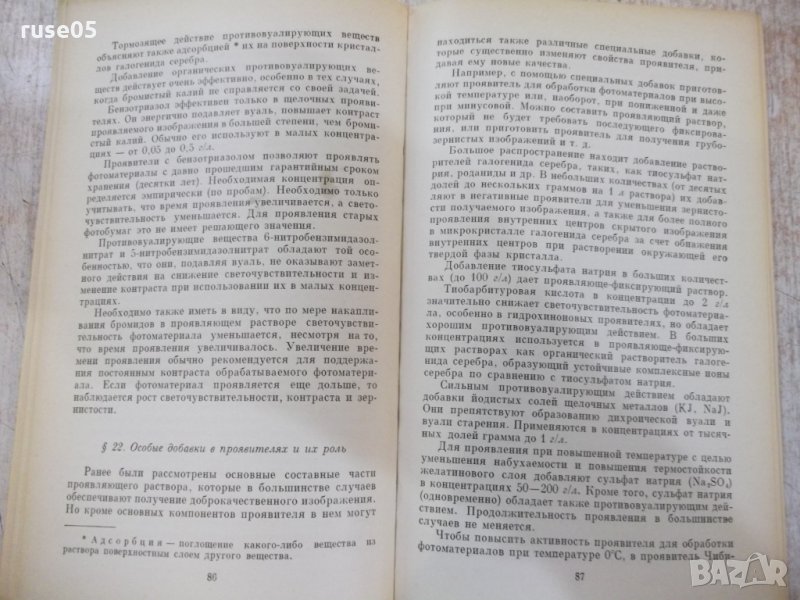 ruse05
Тормозящее действие противовуалирующих веществ
объясняют также адсорбцией * их на поверхности кристал-
лов галогенида серебра.
Добавление органических противовуалирующих ве-
ществ действует очень эффективно, особенно в тех случаях,
когда бромистый калий не справляется со своей задачей.
Бензотриазол эффективен только в щелочных прояви-
телях. Он энергично подавляет вуаль, повышает контраст
проявляемого изображения в большей степени, чем броми-
стый калий. Обычно его используют в малых концентра-
циях — от 0,05 до 0,5 г/л.
Проявители с бензотриазолом позволяют проявлять
фотоматериалы с давно прошедшим гарантийным сроком
хранения (десятки лет). Необходимая концентрация оп-
ределяется эмпирически (по пробам). Необходимо только
учитывать, что время проявления увеличивается, а свето-
чувствительность уменьшается. Для проявления старых
фотобумаг это не имеет решающего значения.
Противовуалирующие вещества 6-нитробензимидазол-
нитрат и 5-нитробензимидазолнитрат обладают той осо-
бенностью, что они, подавляя вуаль, не оказывают замет-
ного действия на снижение светочувствительности и из-
менение контраста при использовании их в малых концен-
трациях.
Необходимо также иметь в виду, что по мере накапли-
вания бромидов в проявляющем растворе светочувствитель-
ность фотоматериала уменьшается, несмотря на то,
что время проявления увеличивалось. Увеличение време-
мени проявления обычно рекомендуется для поддержа-
ния постоянным контраста обрабатываемого фотоматери-
ала. Если фотоматериал проявляется еще дольше, то
наблюдается рост светочувствительности, контраста и зер-
нистости.
§ 22. Особые добавки в проявителях и их роль
Ранее были рассмотрены основные составные части
проявляющего раствора, которые в большинстве случаев
обеспечивают получение доброкачественного изображения.
Но кроме основных компонентов проявителя в нем могут
* Адсорбция — поглощение какого-либо вещества из
раствора поверхностным слоем другого вещества.
86
находиться также различные специальные добавки, ко-
торые существенно изменяют свойства проявителя, при-
давая ему новые качества.
Например, с помощью специальных добавок приготов-
ляют проявитель для обработки фотоматериалов при высо-
кой температуре или, наоборот, при пониженной и даже
при минусовой. Можно составить проявляющий раствор,
который не будет требовать последующего фиксирова-
ния, или приготовить проявитель для получения грубо-
зернистых изображений и т. д.
Большое распространение находит добавление раство-
рителей галогенида серебра, таких, как тиосульфат нат-
рия, роданиды и др. В небольших количествах (от десятых
долей до нескольких граммов на 1 л раствора) их добав-
ляют в негативные проявители для уменьшения зернисто-
сти получаемого изображения, а также для более полного
проявления внутренних центров скрытого изображения
в микрокристалле галогенида серебра за счет обнажения
внутренних центров при растворении окружающей его
твердой фазы кристалла.
Добавление тиосульфата натрия в больших количест-
вах (до 100 г/л) дает проявляюще-фиксирующий раствор.
Тиобарбитуровая кислота в концентрации до 2 г/л
значительно снижает светочувствительность фотоматериа-
ла, особенно в гидрохиноновых проявителях, но обладает
хорошим противовуалирующим действием. В больших
концентрациях используется в проявляюще-фиксирую-
щих растворах как органический растворитель галоге-
нида серебра, образующий устойчивые комплексные ионы
серебра по сравнению с тиосульфатом натрия.
Сильным противовуалирующим действием обладают
добавки йодистых солей щелочных металлов (KJ, NaJ).
Они препятствуют образованию дихроической вуали и
вуали старения. Применяются в концентрациях от тысяч-
ных долей грамма до 1 г/л.
Для проявления при повышенной температуре с целью
уменьшения набухаемости и повышения термостойкости
желатинового слоя добавляют сульфат натрия (Na₂SO₄)
в концентрациях 50—200 г/л. Кроме того, сульфат натрия
(одновременно) обладает также противовуалирующим дей-
ствием. Продолжительность проявления в большинстве
случаев не меняется.
Чтобы повысить активность проявителя для обработки
фотоматериалов при температуре 0°C, в проявитель Чиби-
87
BAZAR
.bg